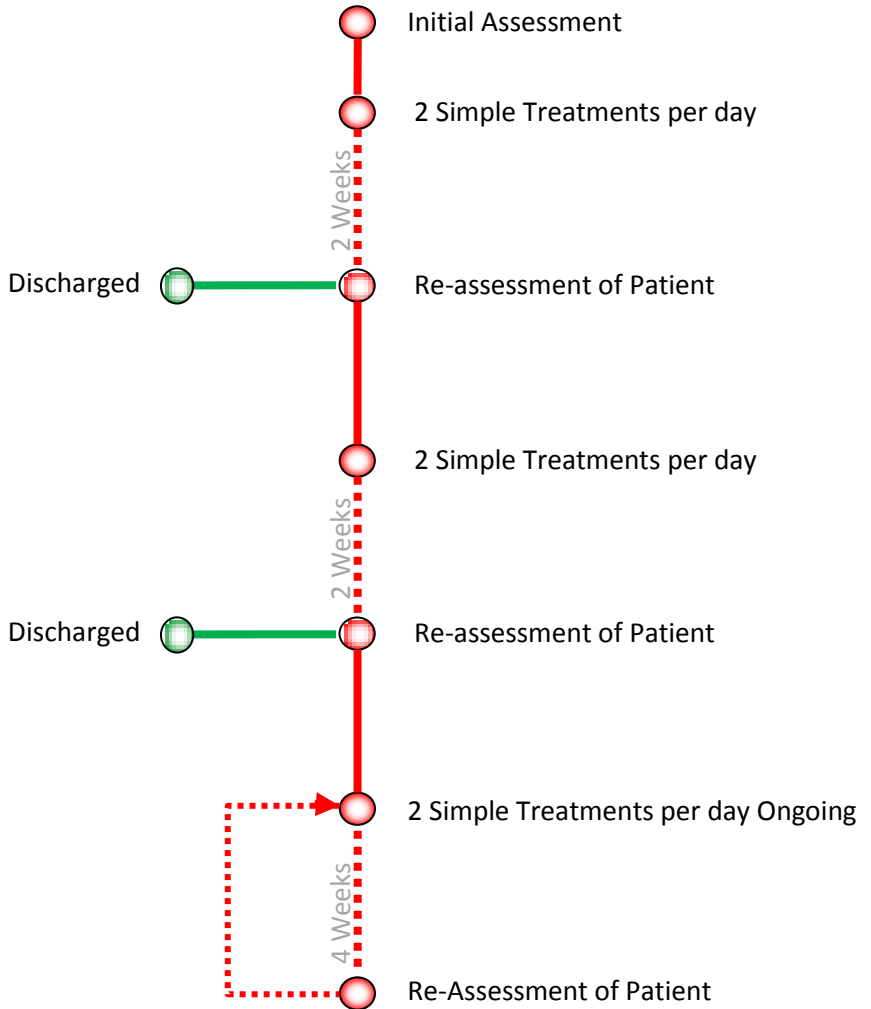 Initial Assessment
2 Simple Treatments per day
2 Weeks
Discharged
Re-assessment of Patient
2 Simple Treatments per day
2 Weeks
Discharged
Re-assessment of Patient
2 Simple Treatments per day Ongoing
4 Weeks
Re-Assessment of Patient